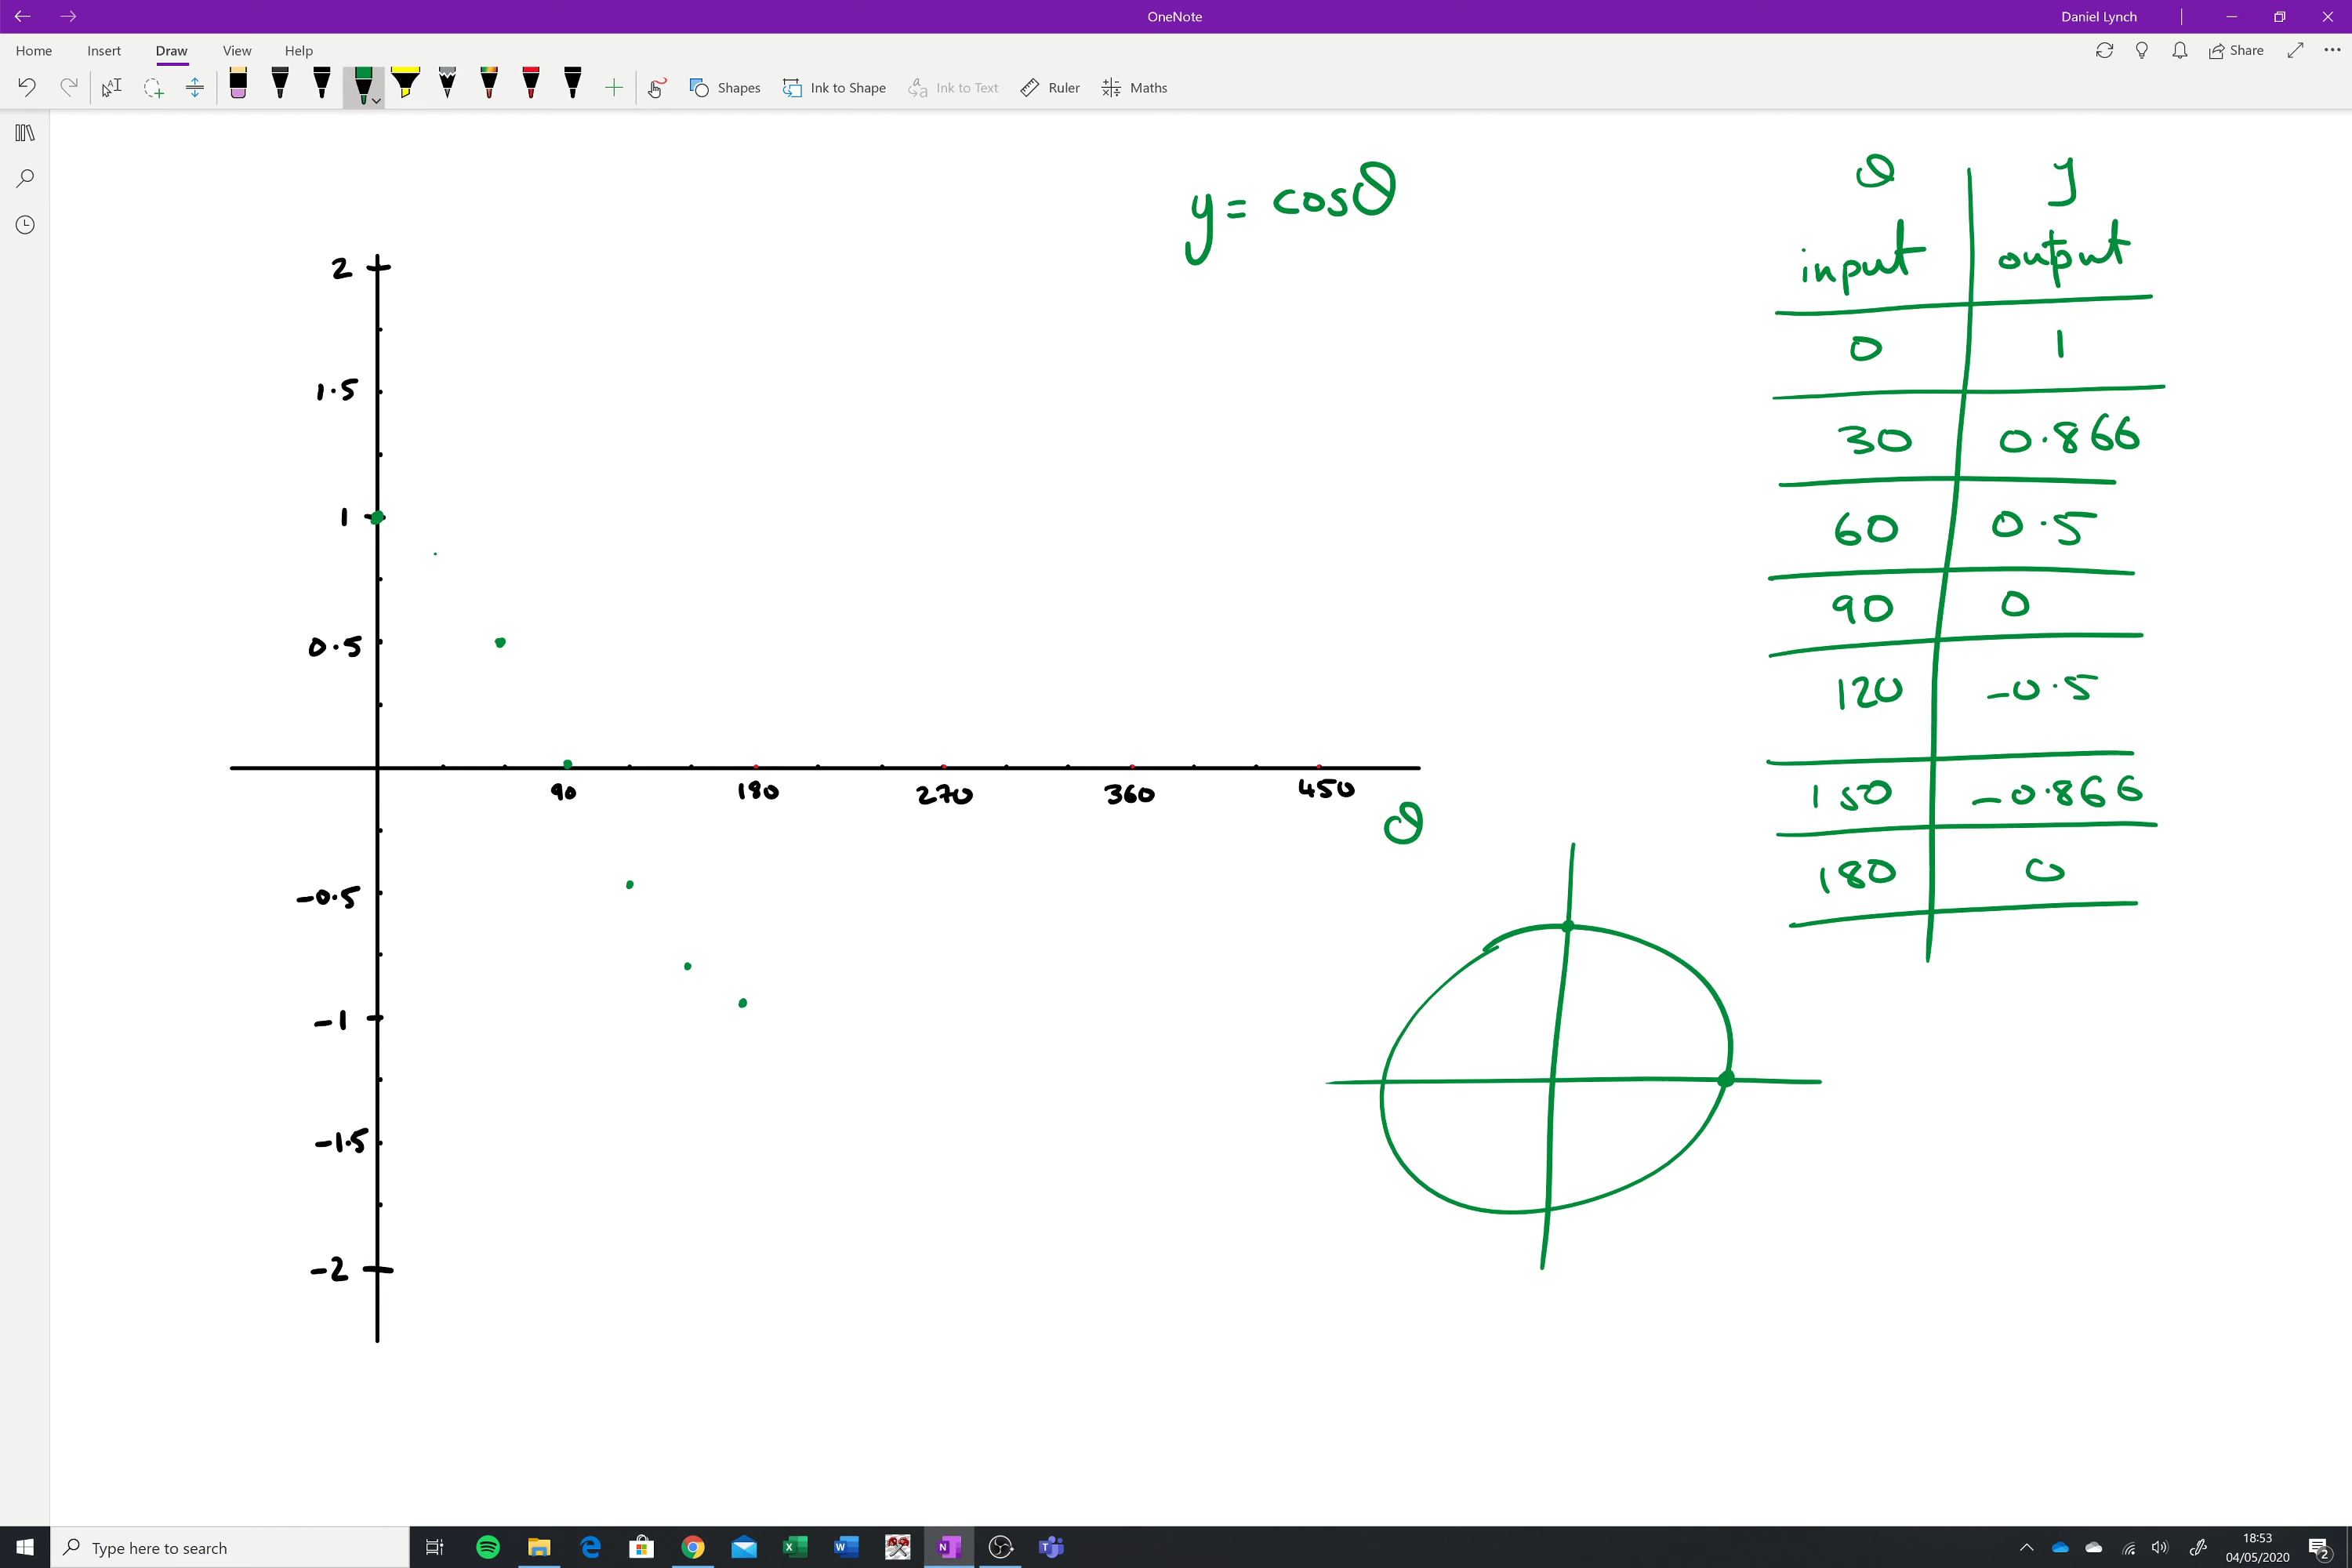 OneNote
Daniel Lynch
Home Insert Draw View Help
Share
Shapes Ink to Shape Ink to Text Ruler Maths
y = cosθ
θ y
input output
0 1
30 0.866
60 0.5
90 0
120 -0.5
150 -0.866
180 0
2
1.5
1
0.5
90 180 270 360 450
θ
-0.5
-1
-1.5
-2
Type here to search
18:53
04/05/2020
2